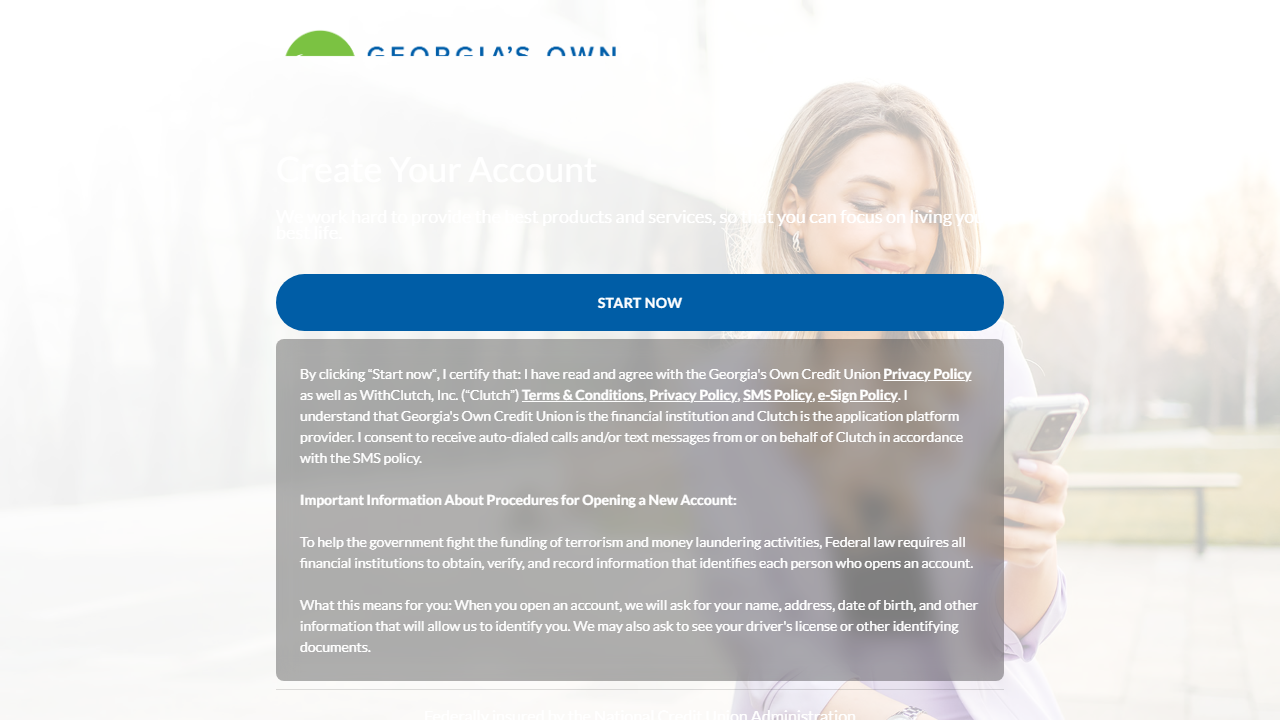 GEORGIA'S OWN
Create Your Account
We work hard to provide the best products and services, so that you can focus on living your
best life.
START NOW
By clicking "Start now", I certify that: I have read and agree with the Georgia's Own Credit Union Privacy Policy
as well as WithClutch, Inc. ("Clutch") Terms & Conditions, Privacy Policy, SMS Policy, e-Sign Policy. I
understand that Georgia's Own Credit Union is the financial institution and Clutch is the application platform
provider. I consent to receive auto-dialed calls and/or text messages from or on behalf of Clutch in accordance
with the SMS policy.
Important Information About Procedures for Opening a New Account:
To help the government fight the funding of terrorism and money laundering activities, Federal law requires all
financial institutions to obtain, verify, and record information that identifies each person who opens an account.
What this means for you: When you open an account, we will ask for your name, address, date of birth, and other
information that will allow us to identify you. We may also ask to see your driver's license or other identifying
documents.
Federally insured by the National Credit Union Administration